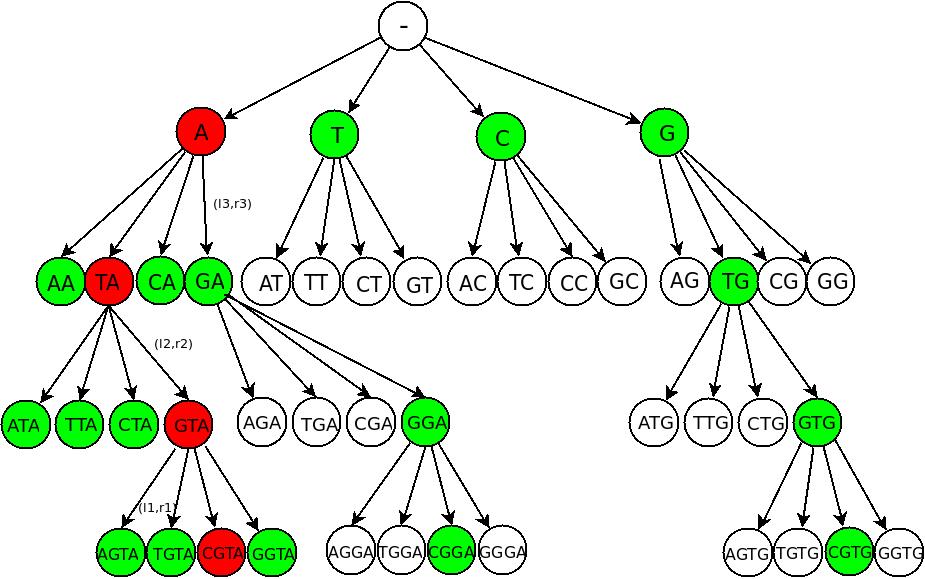 -
A T C G
(l3,r3)
AA TA CA GA AT TT CT GT AC TC CC GC AG TG CG GG
(l2,r2)
ATA TTA CTA GTA AGA TGA CGA GGA ATG TTG CTG GTG
(l1,r1)
AGTA TGTA CGTA GGTA AGGA TGGA CGGA GGGA AGTG TGTG CGTG GGTG